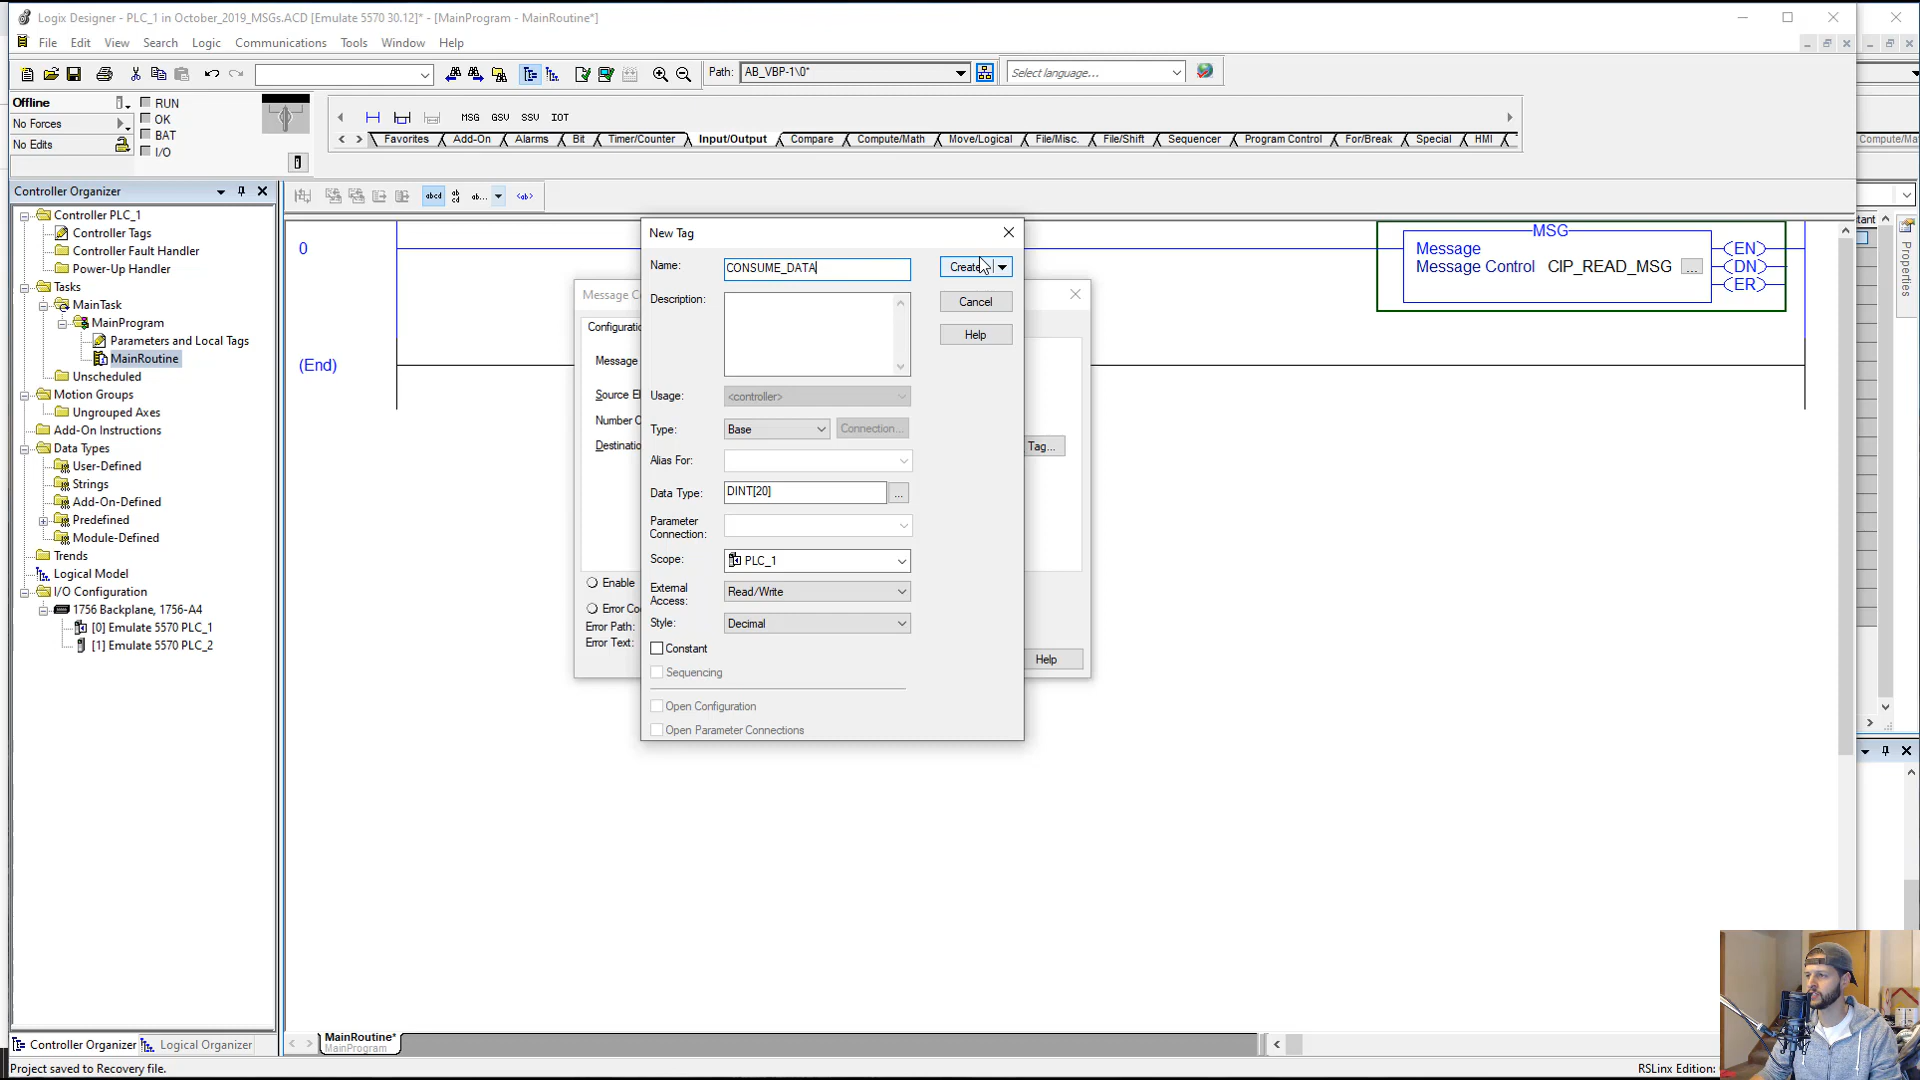 Logix Designer - PLC_1 in October_2019_MSGs.ACD [Emulate 5570 30.12]* - [MainProgram - MainRoutine*]
File Edit View Search Logic Communications Tools Window Help
Path: AB_VBP-1\0* Select language...
Offline RUN
No Forces OK
No Edits BAT
I/O
MSG GSV SSV IOT
Favorites Add-On Alarms Bit Timer/Counter Input/Output Compare Compute/Math Move/Logical File/Misc. File/Shift Sequencer Program Control For/Break Special HMI
Compute/Math
Controller Organizer
Controller PLC_1
Controller Tags
Controller Fault Handler
Power-Up Handler
Tasks
MainTask
MainProgram
Parameters and Local Tags
MainRoutine
Unscheduled
Motion Groups
Ungrouped Axes
Add-On Instructions
Data Types
User-Defined
Strings
Add-On-Defined
Predefined
Module-Defined
Trends
Logical Model
I/O Configuration
1756 Backplane, 1756-A4
[0] Emulate 5570 PLC_1
[1] Emulate 5570 PLC_2
Controller Organizer Logical Organizer
0
(End)
MSG
Message (EN)
Message Control CIP_READ_MSG ... (DN)
(ER)
Message C
Configuratio
Message
Source El
Number O
Destinatio
Tag...
Enable
Error Co
Error Path:
Error Text:
Help
New Tag
Name: CONSUME_DATA Create
Description:
Cancel
Help
Usage: <controller>
Type: Base Connection...
Alias For:
Data Type: DINT[20] ...
Parameter
Connection:
Scope: PLC_1
External
Access: Read/Write
Style: Decimal
Constant
Sequencing
Open Configuration
Open Parameter Connections
tant
Properties
MainRoutine*
MainProgram
Project saved to Recovery file.
RSLinx Edition: